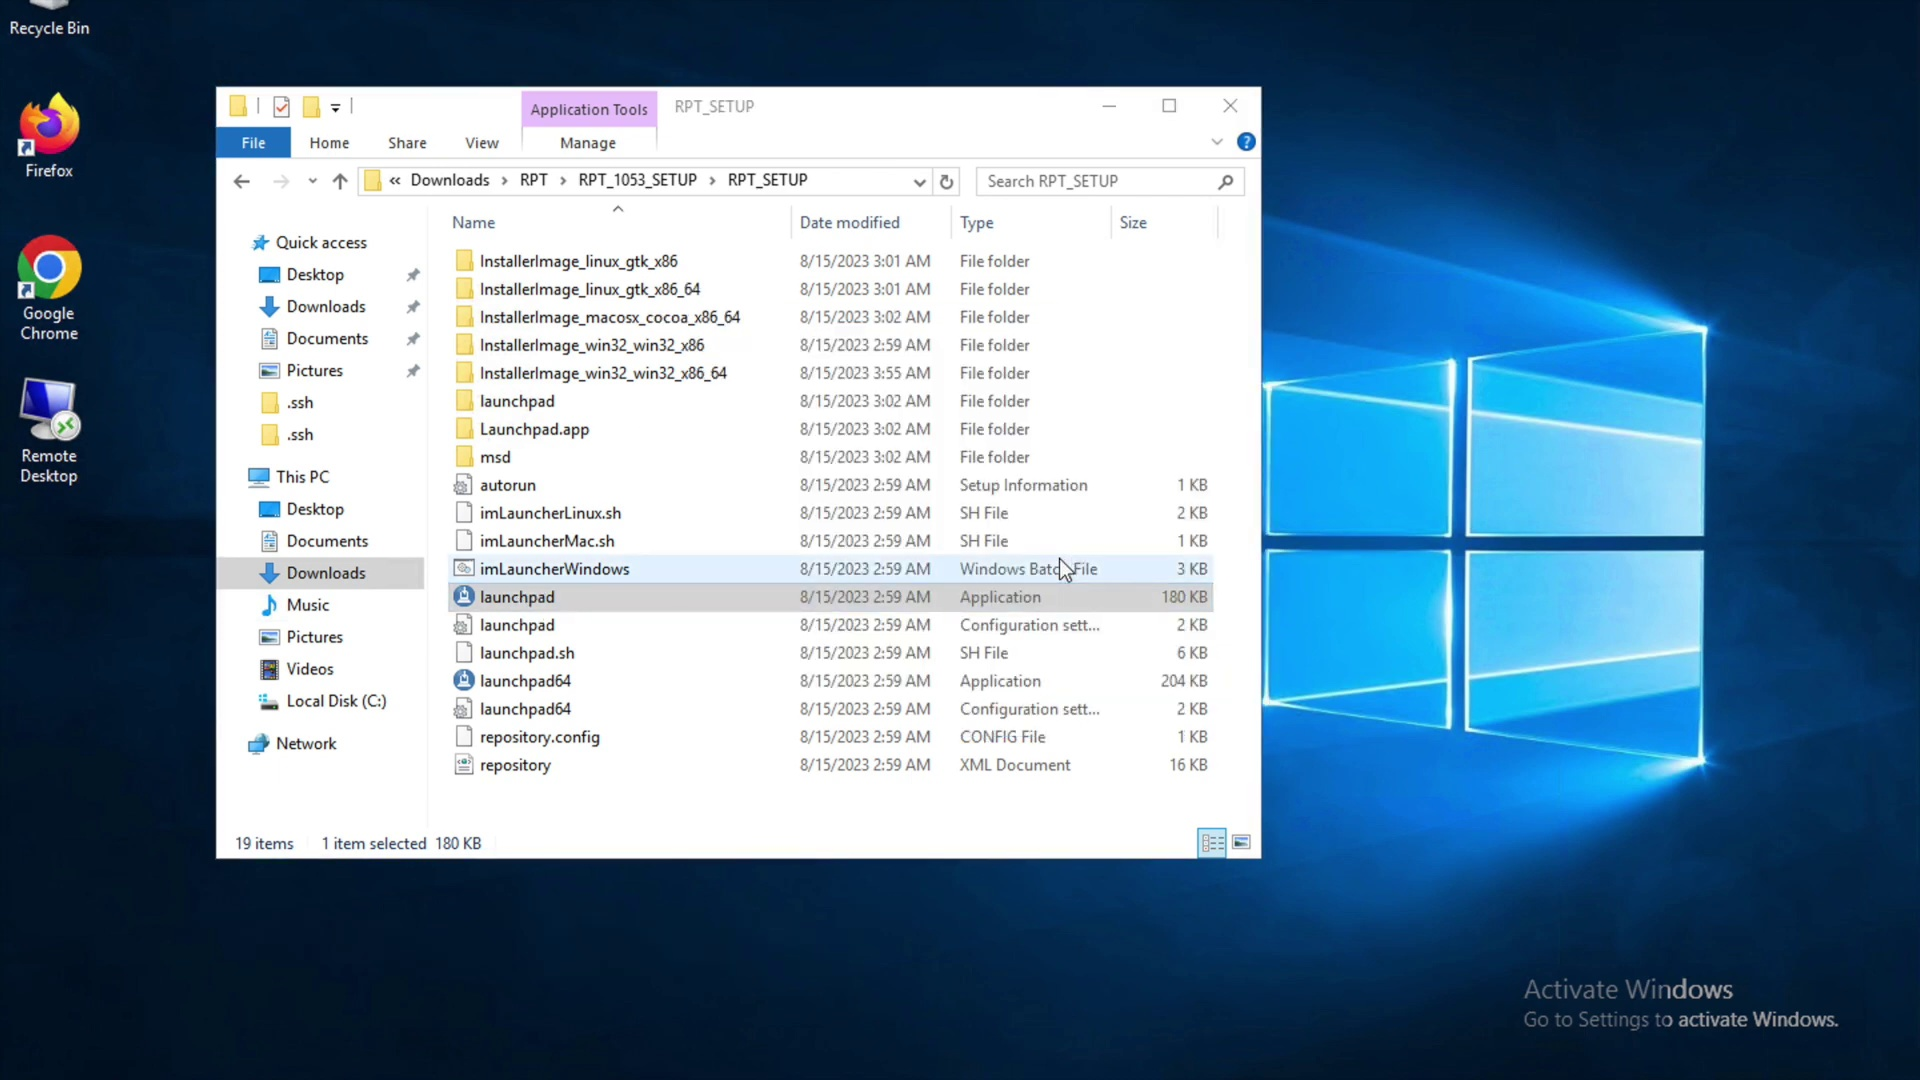 Recycle Bin
Firefox
Google
Chrome
Remote
Desktop
Application Tools
RPT_SETUP
File
Home
Share
View
Manage
« Downloads > RPT > RPT_1053_SETUP > RPT_SETUP
Search RPT_SETUP
Quick access
Desktop
Downloads
Documents
Pictures
.ssh
.ssh
This PC
Desktop
Documents
Downloads
Music
Pictures
Videos
Local Disk (C:)
Network
Name Date modified Type Size
InstallerImage_linux_gtk_x86 8/15/2023 3:01 AM File folder
InstallerImage_linux_gtk_x86_64 8/15/2023 3:01 AM File folder
InstallerImage_macosx_cocoa_x86_64 8/15/2023 3:02 AM File folder
InstallerImage_win32_win32_x86 8/15/2023 2:59 AM File folder
InstallerImage_win32_win32_x86_64 8/15/2023 3:55 AM File folder
launchpad 8/15/2023 3:02 AM File folder
Launchpad.app 8/15/2023 3:02 AM File folder
msd 8/15/2023 3:02 AM File folder
autorun 8/15/2023 2:59 AM Setup Information 1 KB
imLauncherLinux.sh 8/15/2023 2:59 AM SH File 2 KB
imLauncherMac.sh 8/15/2023 2:59 AM SH File 1 KB
imLauncherWindows 8/15/2023 2:59 AM Windows Batch File 3 KB
launchpad 8/15/2023 2:59 AM Application 180 KB
launchpad 8/15/2023 2:59 AM Configuration sett... 2 KB
launchpad.sh 8/15/2023 2:59 AM SH File 6 KB
launchpad64 8/15/2023 2:59 AM Application 204 KB
launchpad64 8/15/2023 2:59 AM Configuration sett... 2 KB
repository.config 8/15/2023 2:59 AM CONFIG File 1 KB
repository 8/15/2023 2:59 AM XML Document 16 KB
19 items 1 item selected 180 KB
Activate Windows
Go to Settings to activate Windows.